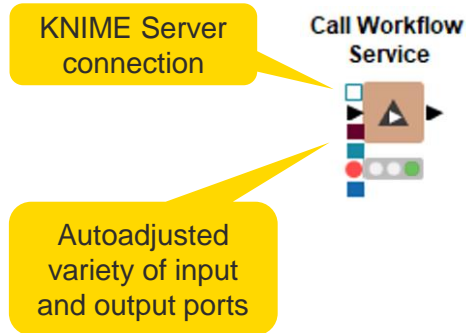 KNIME Server
connection
Call Workflow
Service
Autoadjusted
variety of input
and output ports